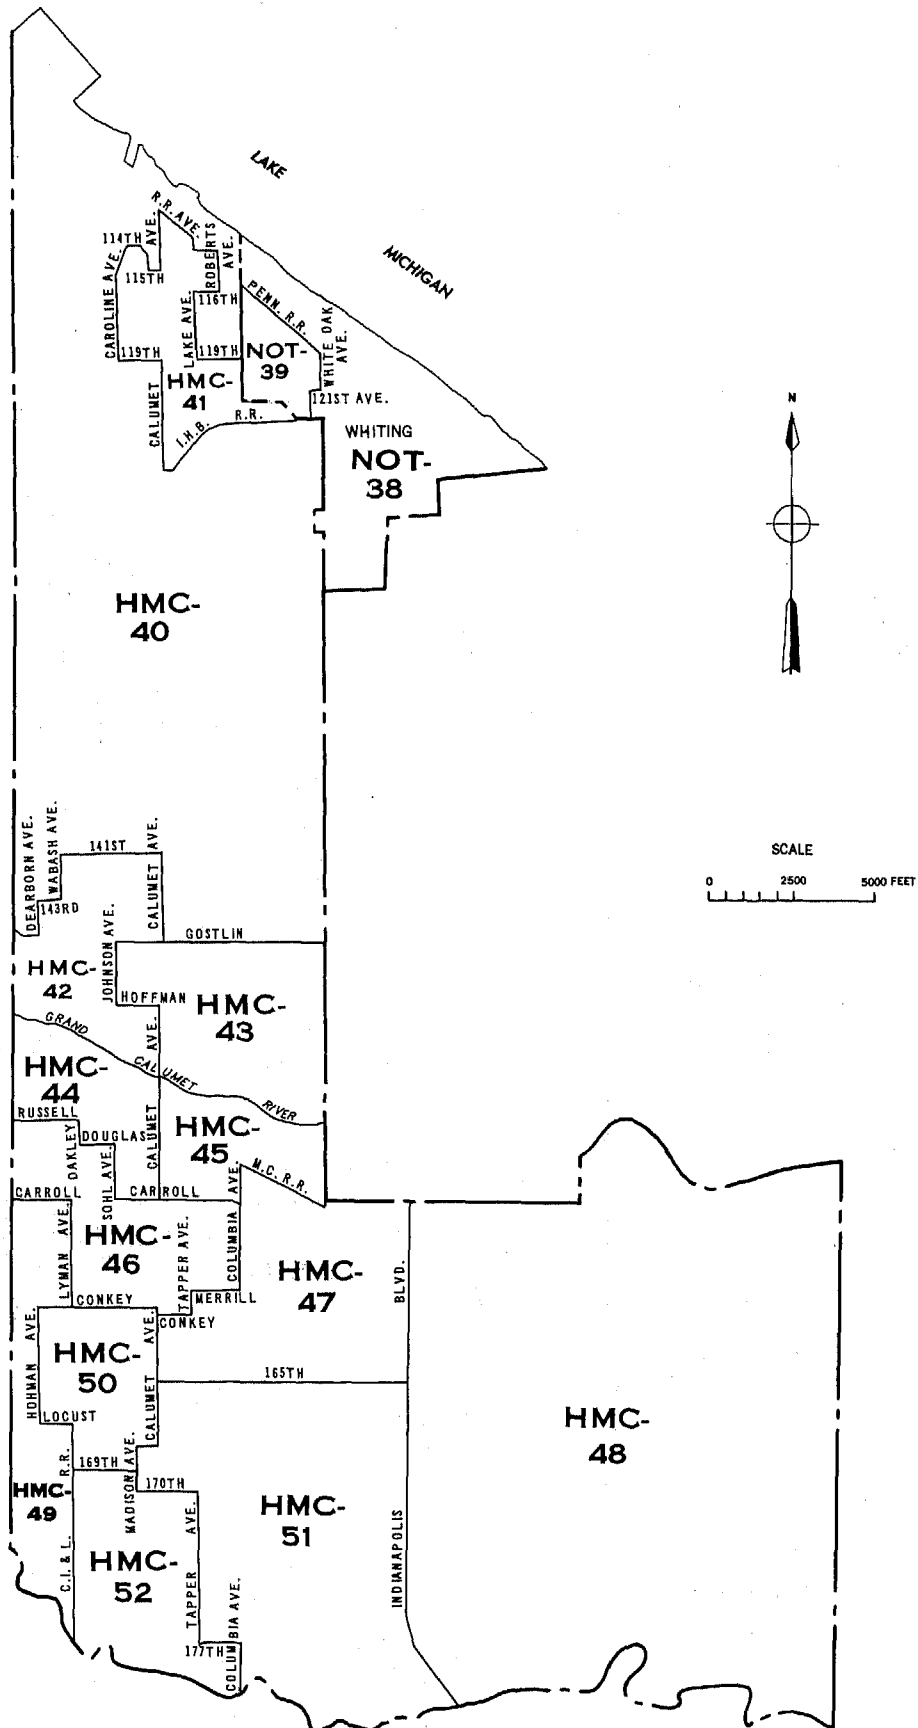 LAKE
MICHIGAN
R.R. AVE.
114TH
AVE.
ROBERTS
AVE.
115TH
CAROLINE AVE.
116TH
PENN. R.R.
LAKE AVE.
WHITE OAK
AVE.
119TH
119TH
NOT-
39
HMC-
41
CALUMET
121ST AVE.
I.H.B. R.R.
WHITING
NOT-
38
N
HMC-
40
SCALE
0 2500 5000 FEET
DEARBORN AVE.
WABASH AVE.
141ST
CALUMET AVE.
143RD
GOSTLIN
JOHNSON AVE.
HMC-
42
HOFFMAN
HMC-
43
GRAND CALUMET RIVER
AVE.
CALUMET
HMC-
44
RUSSELL
DOUGLAS
OAKLEY
SOHL AVE.
HMC-
45
M.C. R.R.
CARROLL
CARROLL
COLUMBIA AVE.
LYMAN AVE.
HMC-
46
TAPPER AVE.
HMC-
47
MERRILL
CONKEY
CONKEY
BLVD.
INDIANAPOLIS
HOHMAN AVE.
HMC-
50
CALUMET AVE.
165TH
LOCUST
HMC-
48
169TH
MADISON AVE.
170TH
HMC-
49
C.I. & L. R.R.
HMC-
51
HMC-
52
TAPPER AVE.
177TH
COLUMBIA AVE.